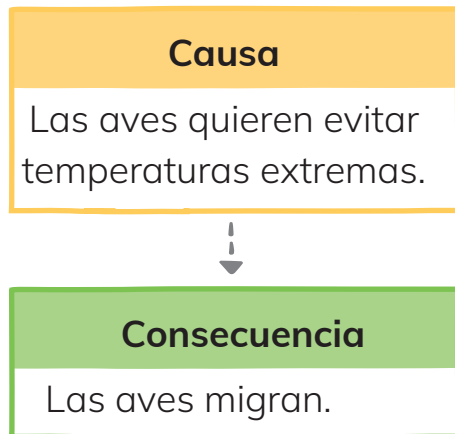 Causa
Las aves quieren evitar
temperaturas extremas.
Consecuencia
Las aves migran.